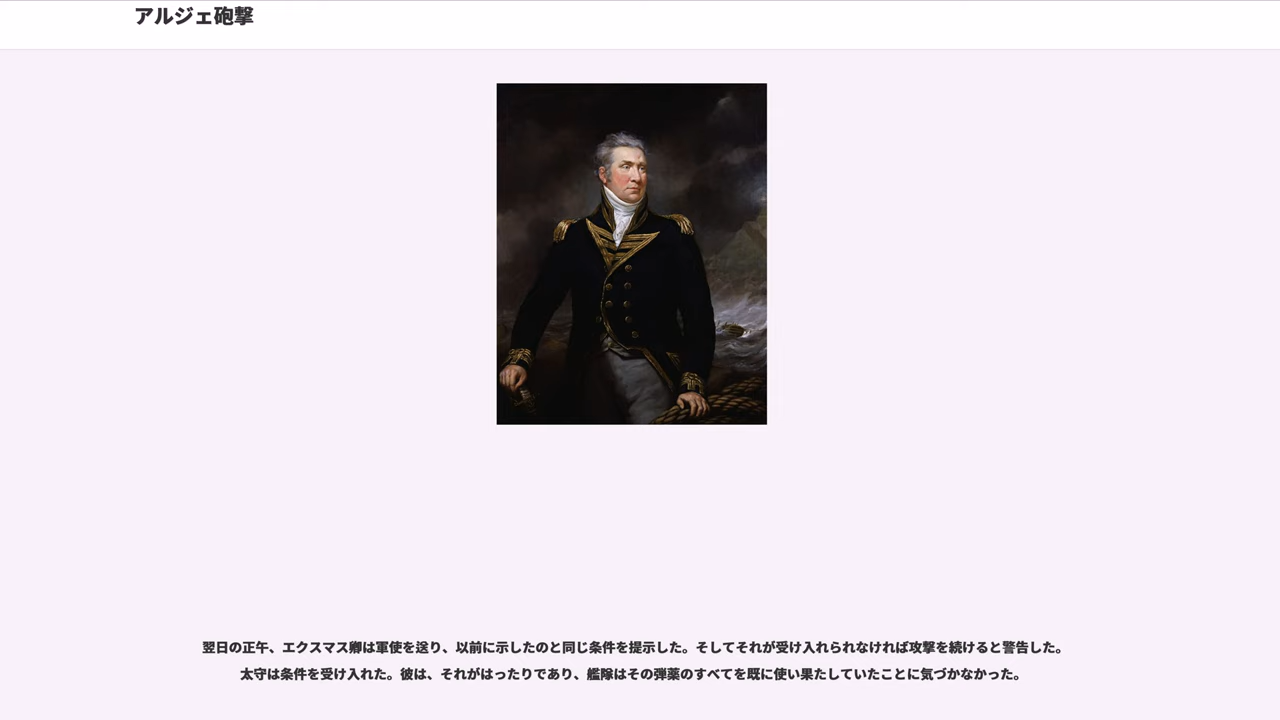 アルジェ砲撃
翌日の正午、エクスマス卿は軍使を送り、以前に示したのと同じ条件を提示した。そしてそれが受け入れられなければ攻撃を続けると警告した。
太守は条件を受け入れた。彼は、それがはったりであり、艦隊はその弾薬のすべてを既に使い果たしていたことに気づかなかった。